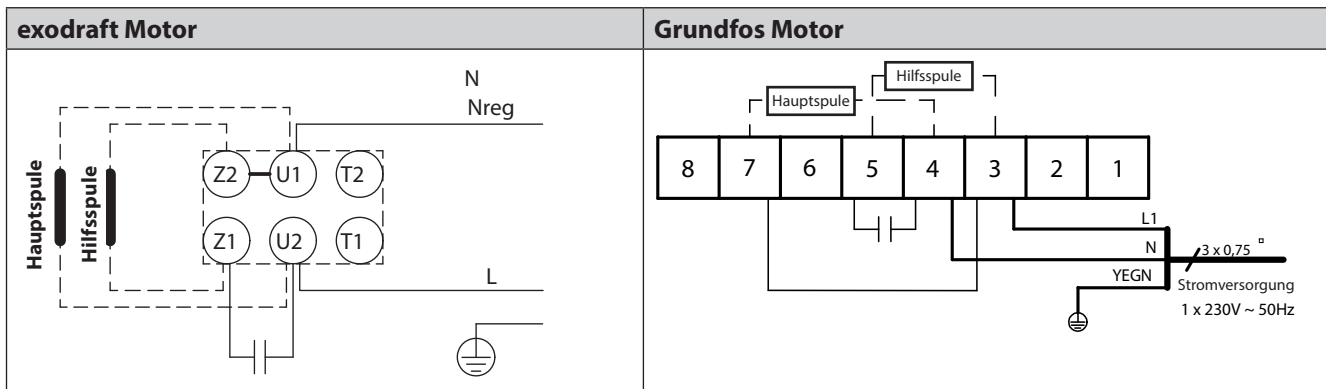 exodraft Motor
N
Nreg
Hauptspule
Hilfsspule
Z2
U1
T2
Z1
U2
T1
L
Grundfos Motor
Hilfsspule
Hauptspule
8 7 6 5 4 3 2 1
L1
N
3 x 0,75 □
YEGN
Stromversorgung
1 x 230V ~ 50Hz